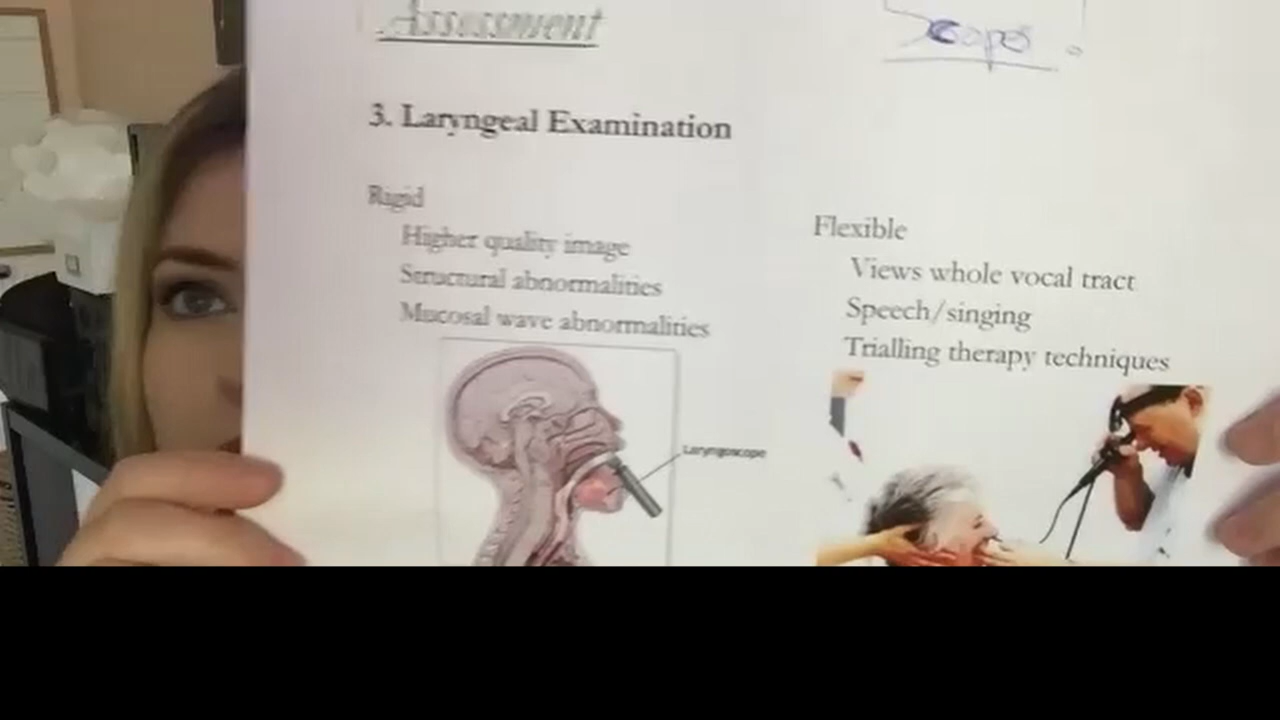 Assessment
Scopes
3. Laryngeal Examination
Rigid
Higher quality image
Structural abnormalities
Mucosal wave abnormalities
Laryngoscope
Flexible
Views whole vocal tract
Speech/singing
Trialling therapy techniques